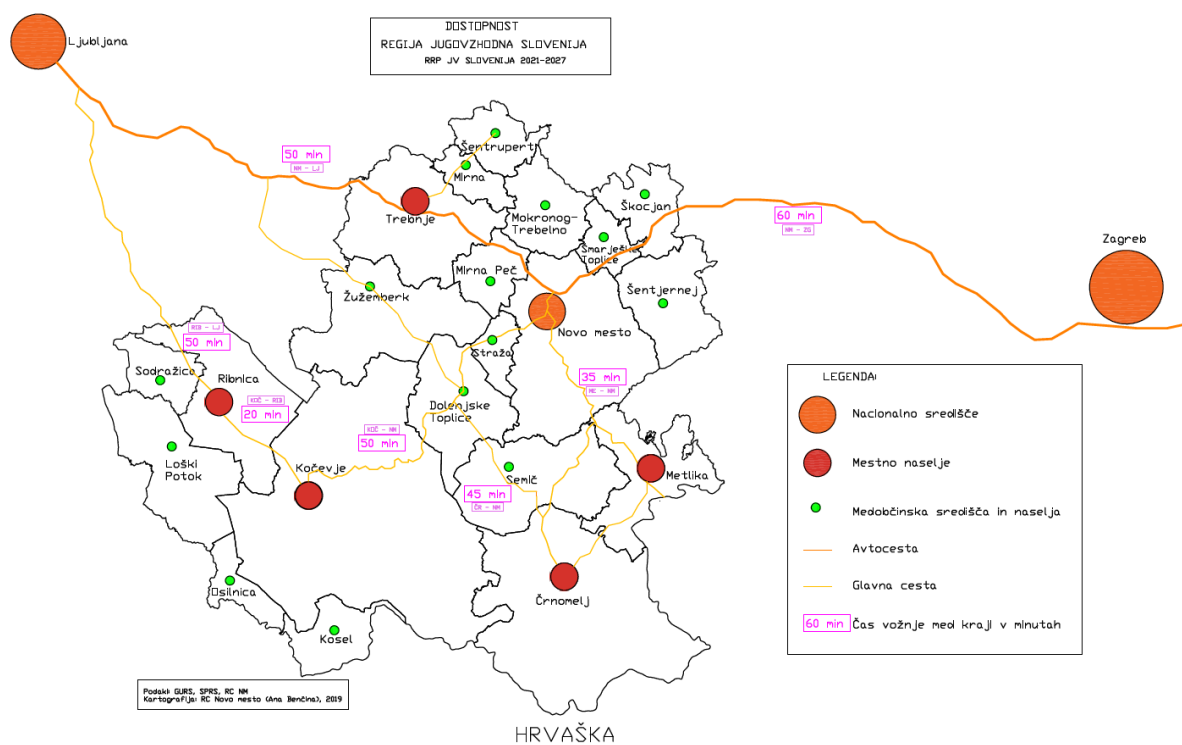 DOSTOPNOST
REGIJA JUGOVZHODNA SLOVENIJA
RRP JV SLOVENIJA 2021-2027
Ljubljana
50 min
NM - LJ
Šentrupert
Mirna
Trebnje
Mokronog-
Trebelno
Škocjan
Šmarješke
Toplice
60 min
NM - ZG
Zagreb
Mirna Peč
Žužemberk
Šentjernej
Novo mesto
RIB - LJ
50 min
Straža
Sodražica
Ribnica
35 min
ME - NM
KOČ - RIB
20 min
Dolenjske
Toplice
KOČ - NM
50 min
Loški
Potok
Kočevje
Semič
Metlika
45 min
ČR - NM
Osilnica
Črnomelj
Kosel
LEGENDA:
Nacionalno središče
Mestno naselje
Medobčinska središča in naselja
Avtocesta
Glavna cesta
60 min Čas vožnje med kraji v minutah
Podaki: GURS, SPRS, RC NM
Kartografija: RC Novo mesto (Ana Benčina), 2019
HRVAŠKA